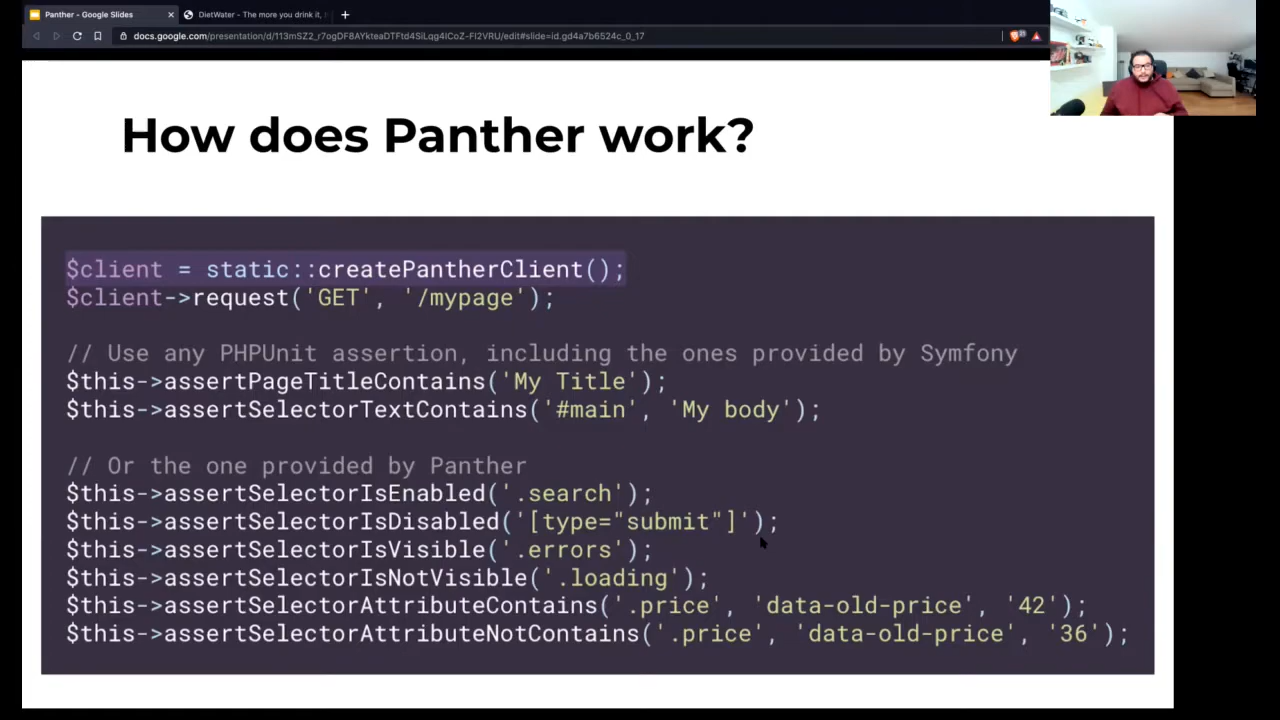 Panther - Google Slides
DietWater - The more you drink it,
docs.google.com/presentation/d/113mSZ2_r7ogDF8AYkteaDTFtd4SiLqg4ICoZ-FI2VRU/edit#slide=id.gd4a7b6524c_0_17
How does Panther work?
$client = static::createPantherClient();
$client->request('GET', '/mypage');
// Use any PHPUnit assertion, including the ones provided by Symfony
$this->assertPageTitleContains('My Title');
$this->assertSelectorTextContains('#main', 'My body');
// Or the one provided by Panther
$this->assertSelectorIsEnabled('.search');
$this->assertSelectorIsDisabled('[type="submit"]');
$this->assertSelectorIsVisible('.errors');
$this->assertSelectorIsNotVisible('.loading');
$this->assertSelectorAttributeContains('.price', 'data-old-price', '42');
$this->assertSelectorAttributeNotContains('.price', 'data-old-price', '36');